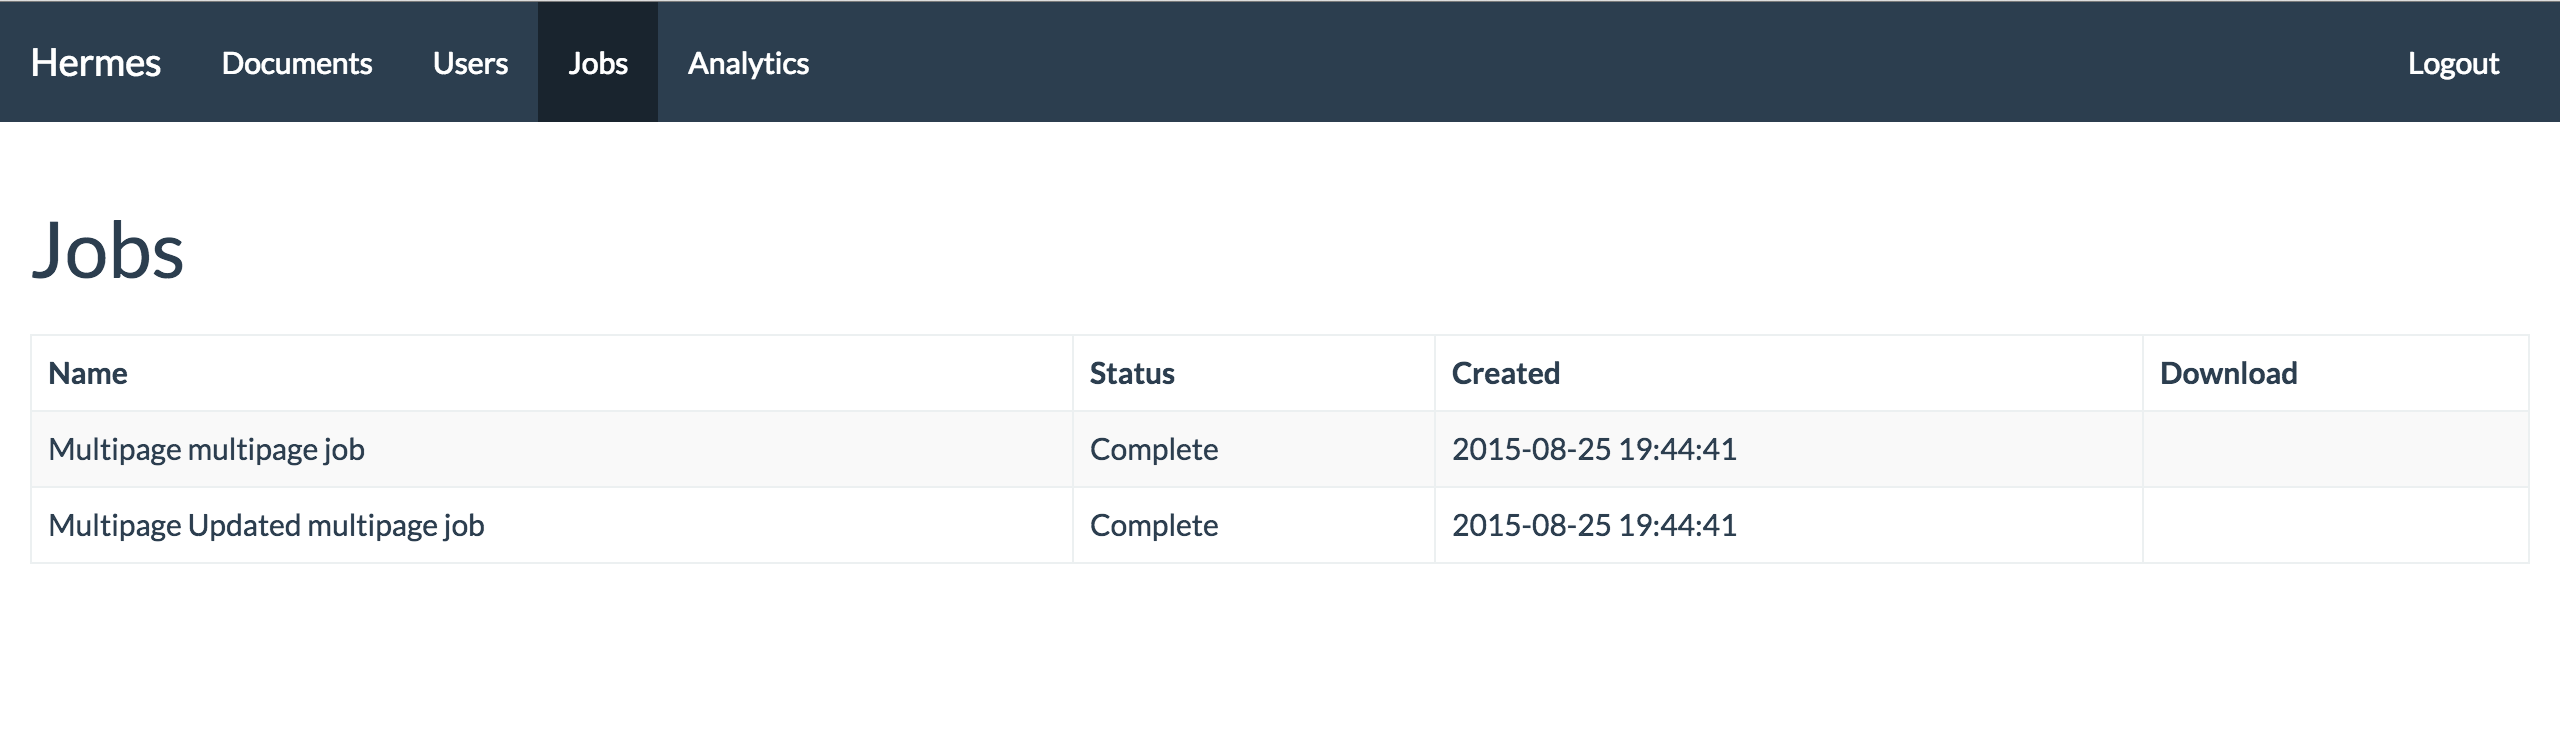 Hermes Documents Users Jobs Analytics Logout
Jobs
Name Status Created Download
Multipage multipage job Complete 2015-08-25 19:44:41
Multipage Updated multipage job Complete 2015-08-25 19:44:41